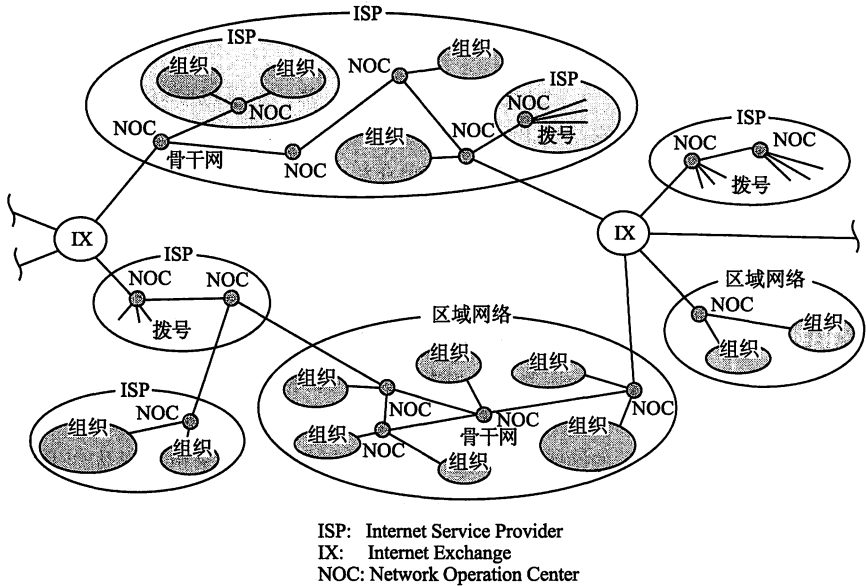 ISP
ISP
组织
组织
NOC
NOC
组织
ISP
NOC
拨号
NOC
骨干网
NOC
组织
NOC
ISP
NOC
NOC
拨号
IX
IX
ISP
NOC
NOC
拨号
区域网络
NOC
组织
组织
区域网络
组织
组织
组织
NOC
NOC
骨干网
NOC
组织
NOC
组织
组织
ISP
NOC
组织
组织
ISP: Internet Service Provider
IX: Internet Exchange
NOC: Network Operation Center